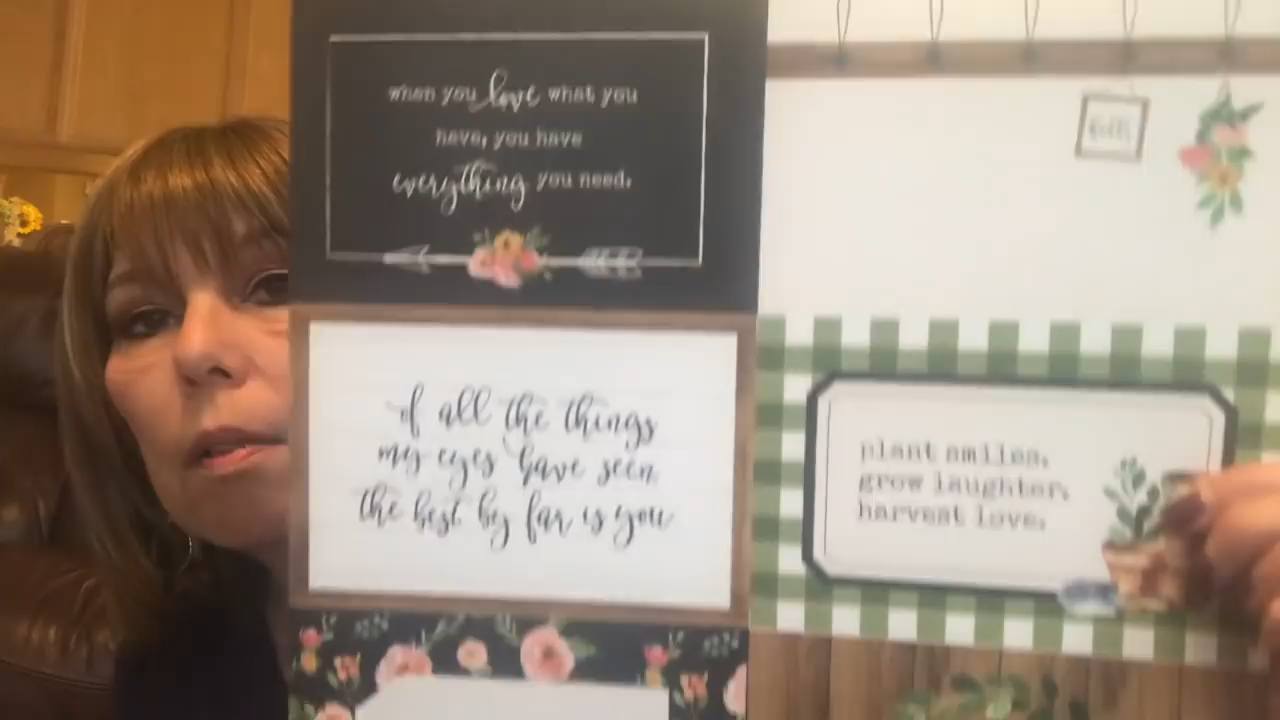 when you love what you
have, you have
everything you need.
of all the things
my eyes have seen
the best by far is you
plant smiles,
grow laughter,
harvest love.